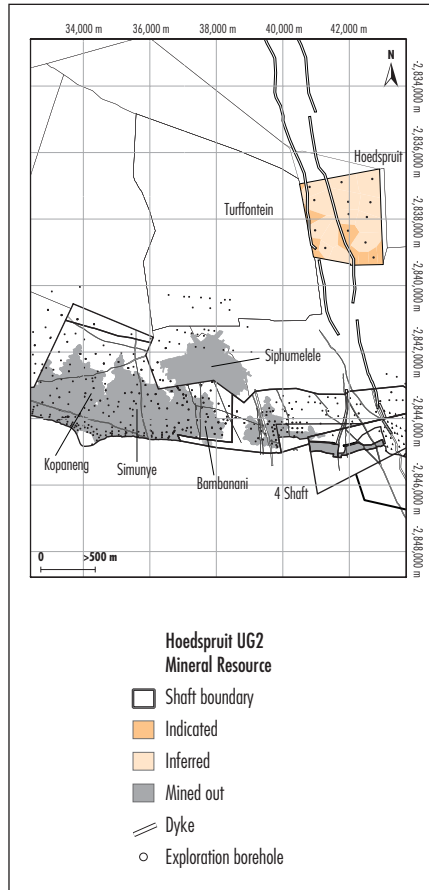 34,000 m
36,000 m
38,000 m
40,000 m
42,000 m
N
-2,834,000 m
-2,836,000 m
Hoedspruit
Turffontein
-2,838,000 m
-2,840,000 m
-2,842,000 m
Siphumelele
-2,844,000 m
Kopaneng
Simunye
Bambanani
4 Shaft
-2,846,000 m
-2,848,000 m
0 >500 m
Hoedspruit UG2
Mineral Resource
Shaft boundary
Indicated
Inferred
Mined out
Dyke
Exploration borehole